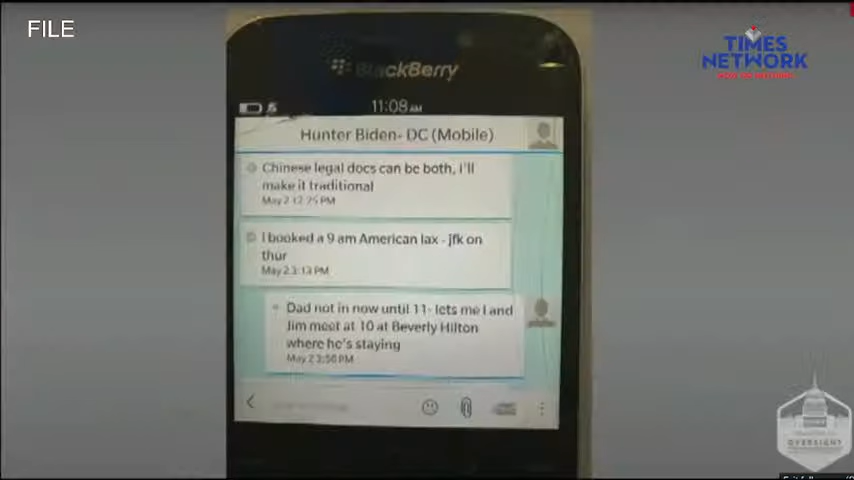 FILE
TIMES
NETWORK
BlackBerry
11:08 AM
Hunter Biden- DC (Mobile)
Chinese legal docs can be both, i'll
make it traditional
May 2 12:25 PM
I booked a 9 am American lax - jfk on
thur
May 2 3:13 PM
Dad not in now until 11- lets me I and
Jim meet at 10 at Beverly Hilton
where he's staying
May 2 3:50 PM
OVERSIGHT